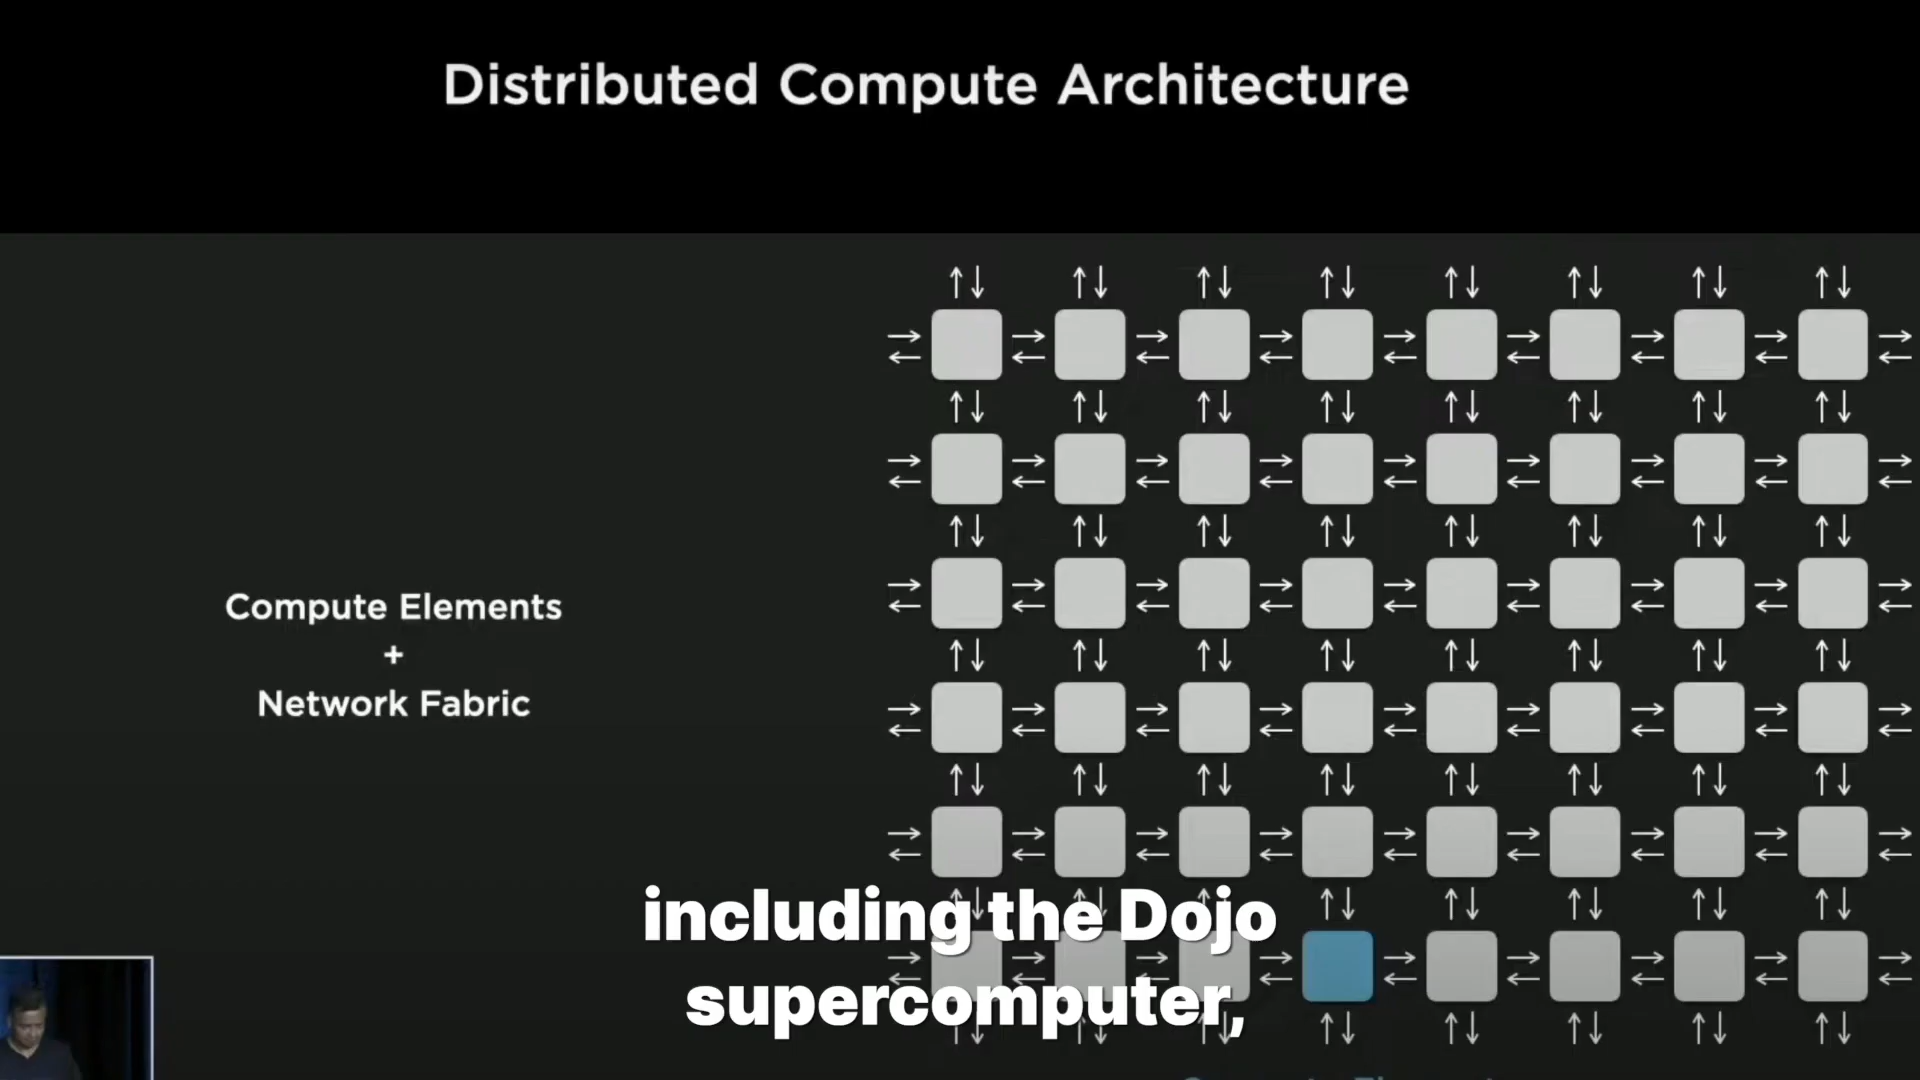 Distributed Compute Architecture
Compute Elements
+
Network Fabric
including the Dojo
supercomputer,